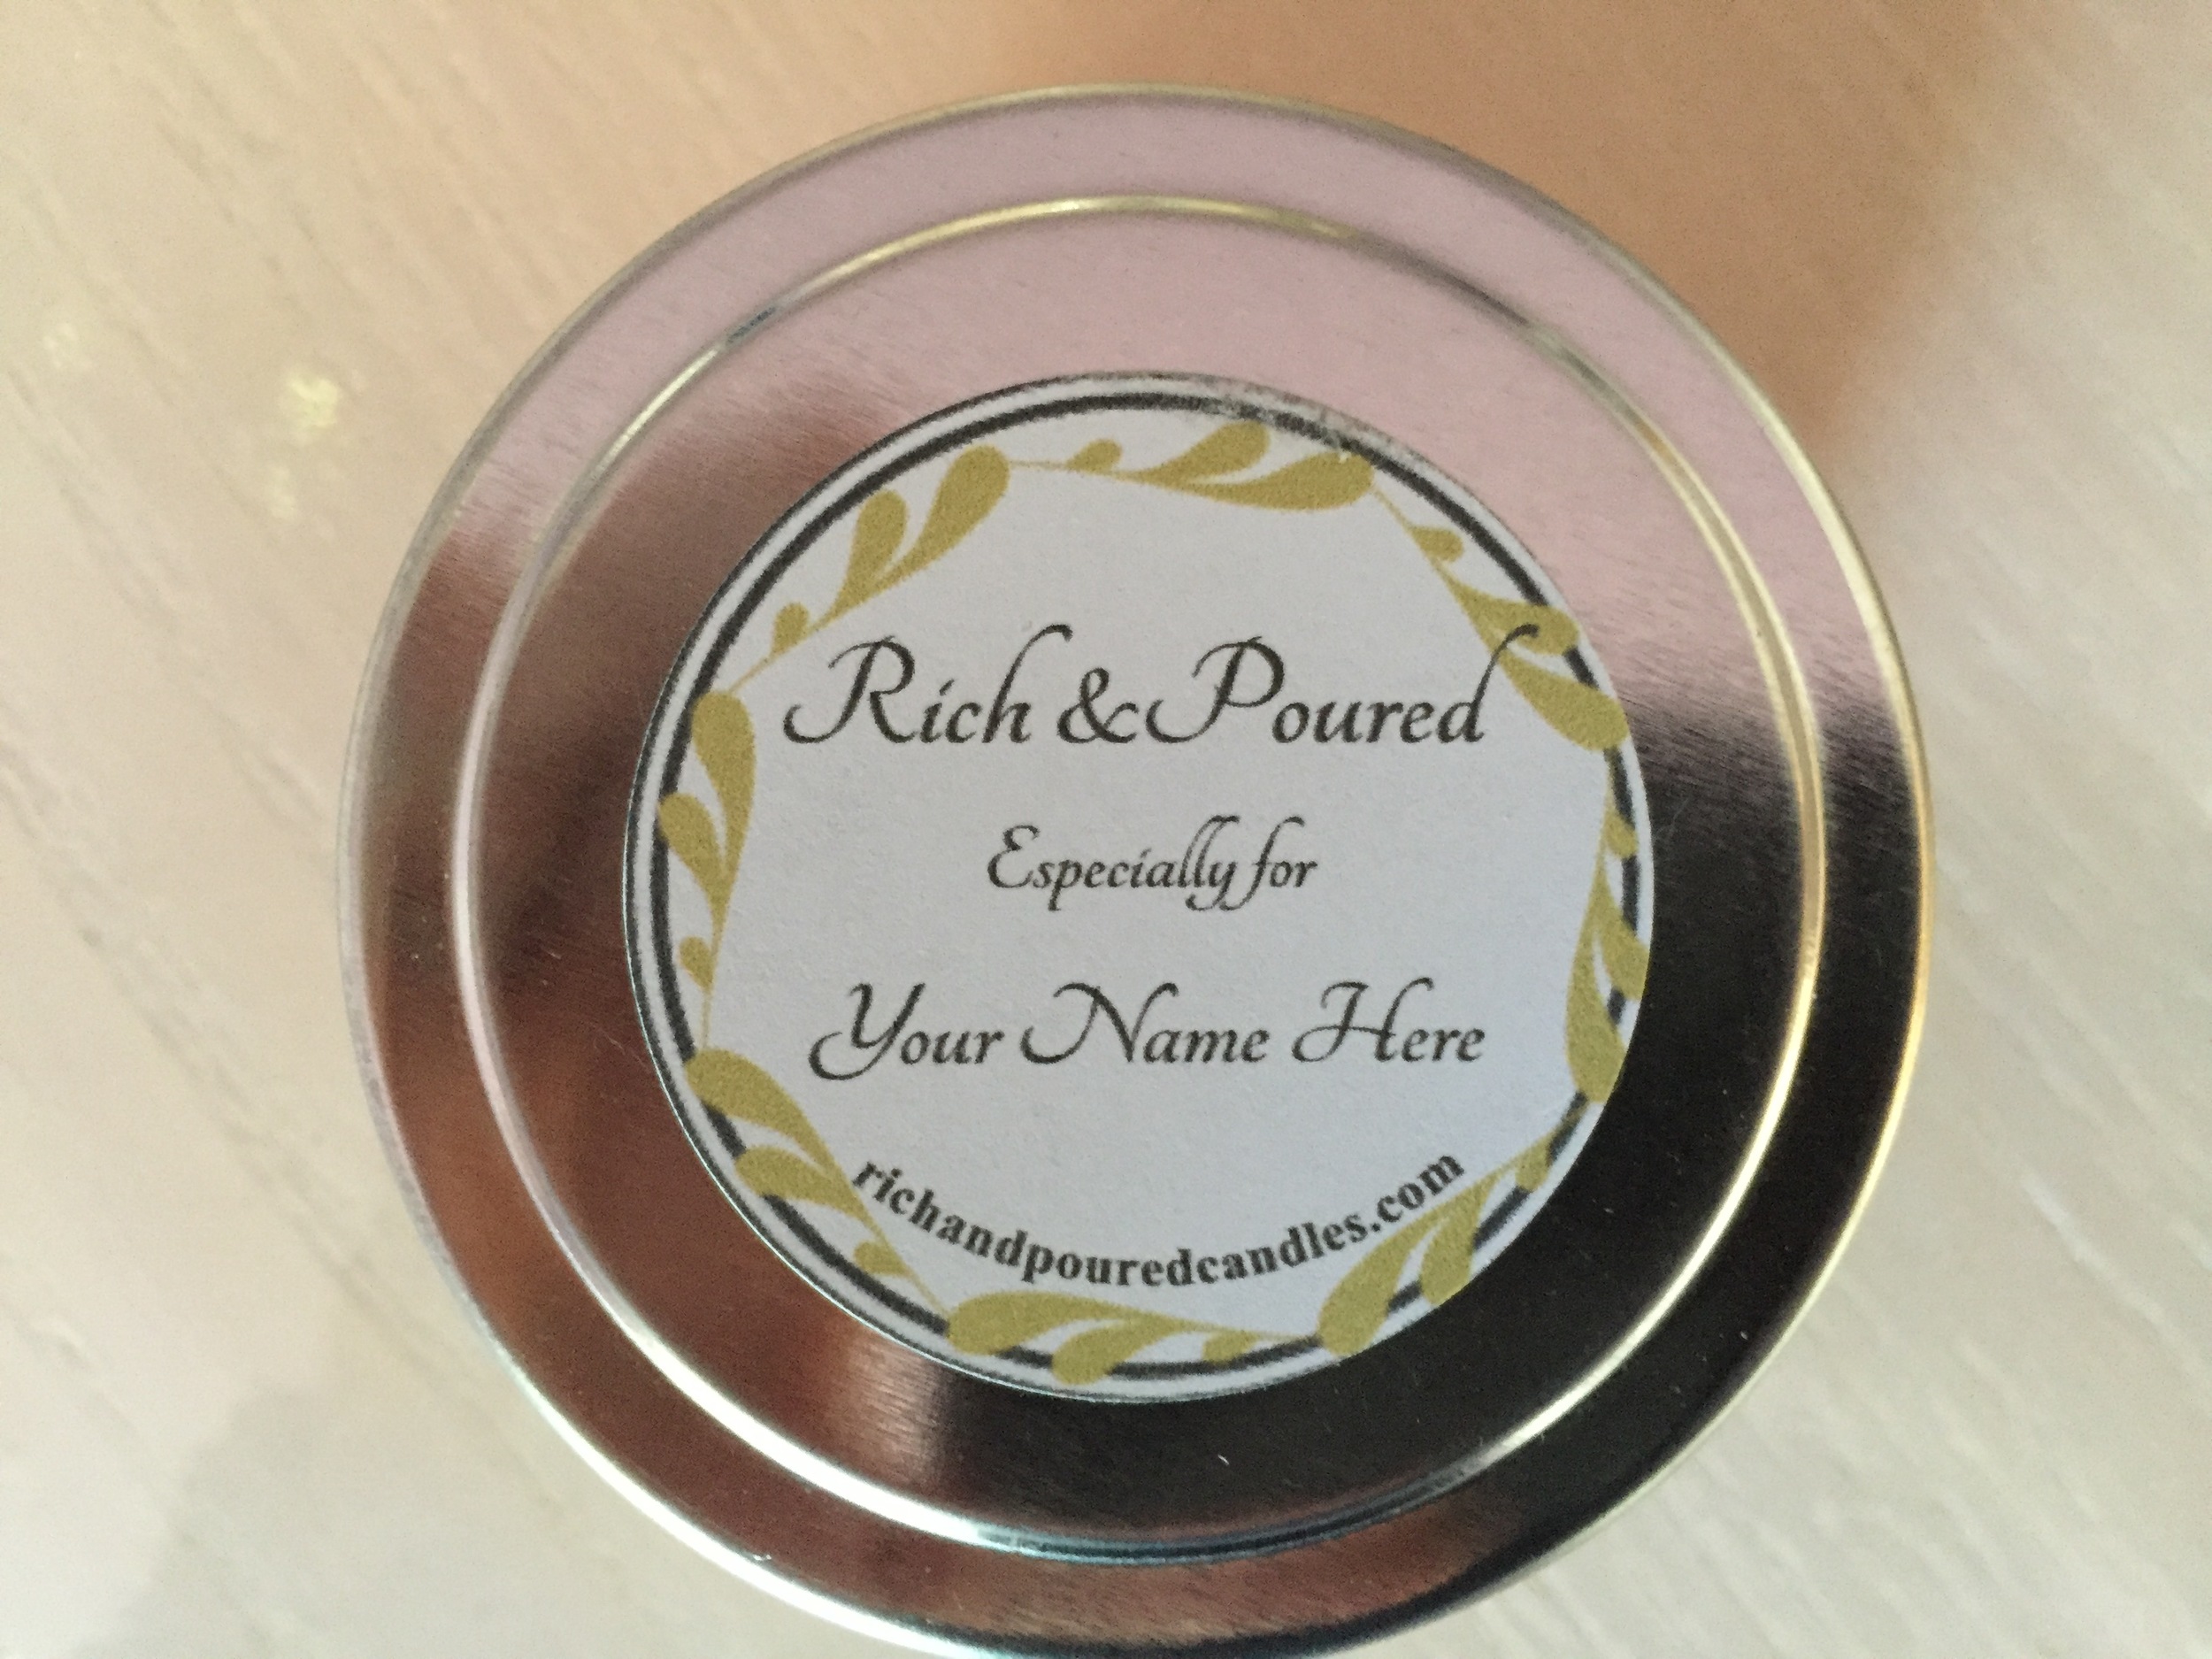 Rich & Poured
Especially for
Your Name Here
richandpouredcandles.com